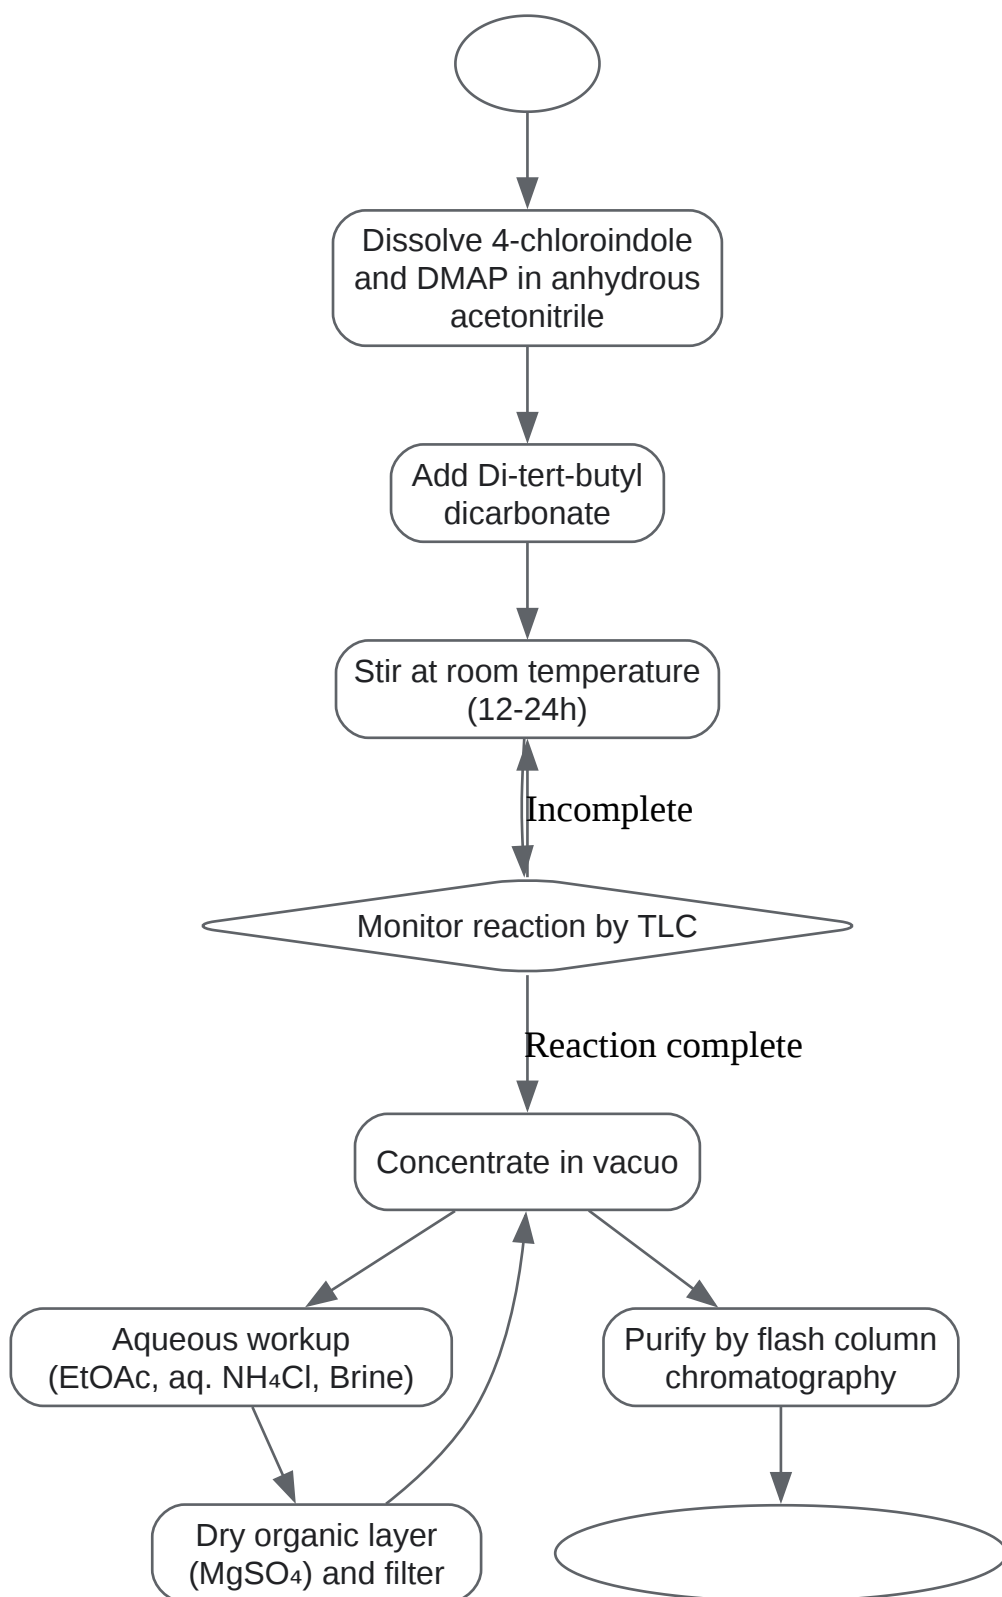 Dissolve 4-chloroindole
and DMAP in anhydrous
acetonitrile
Add Di-tert-butyl
dicarbonate
Stir at room temperature
(12-24h)
Incomplete
Monitor reaction by TLC
Reaction complete
Concentrate in vacuo
Aqueous workup
(EtOAc, aq. NH₄Cl, Brine)
Purify by flash column
chromatography
Dry organic layer
(MgSO₄) and filter